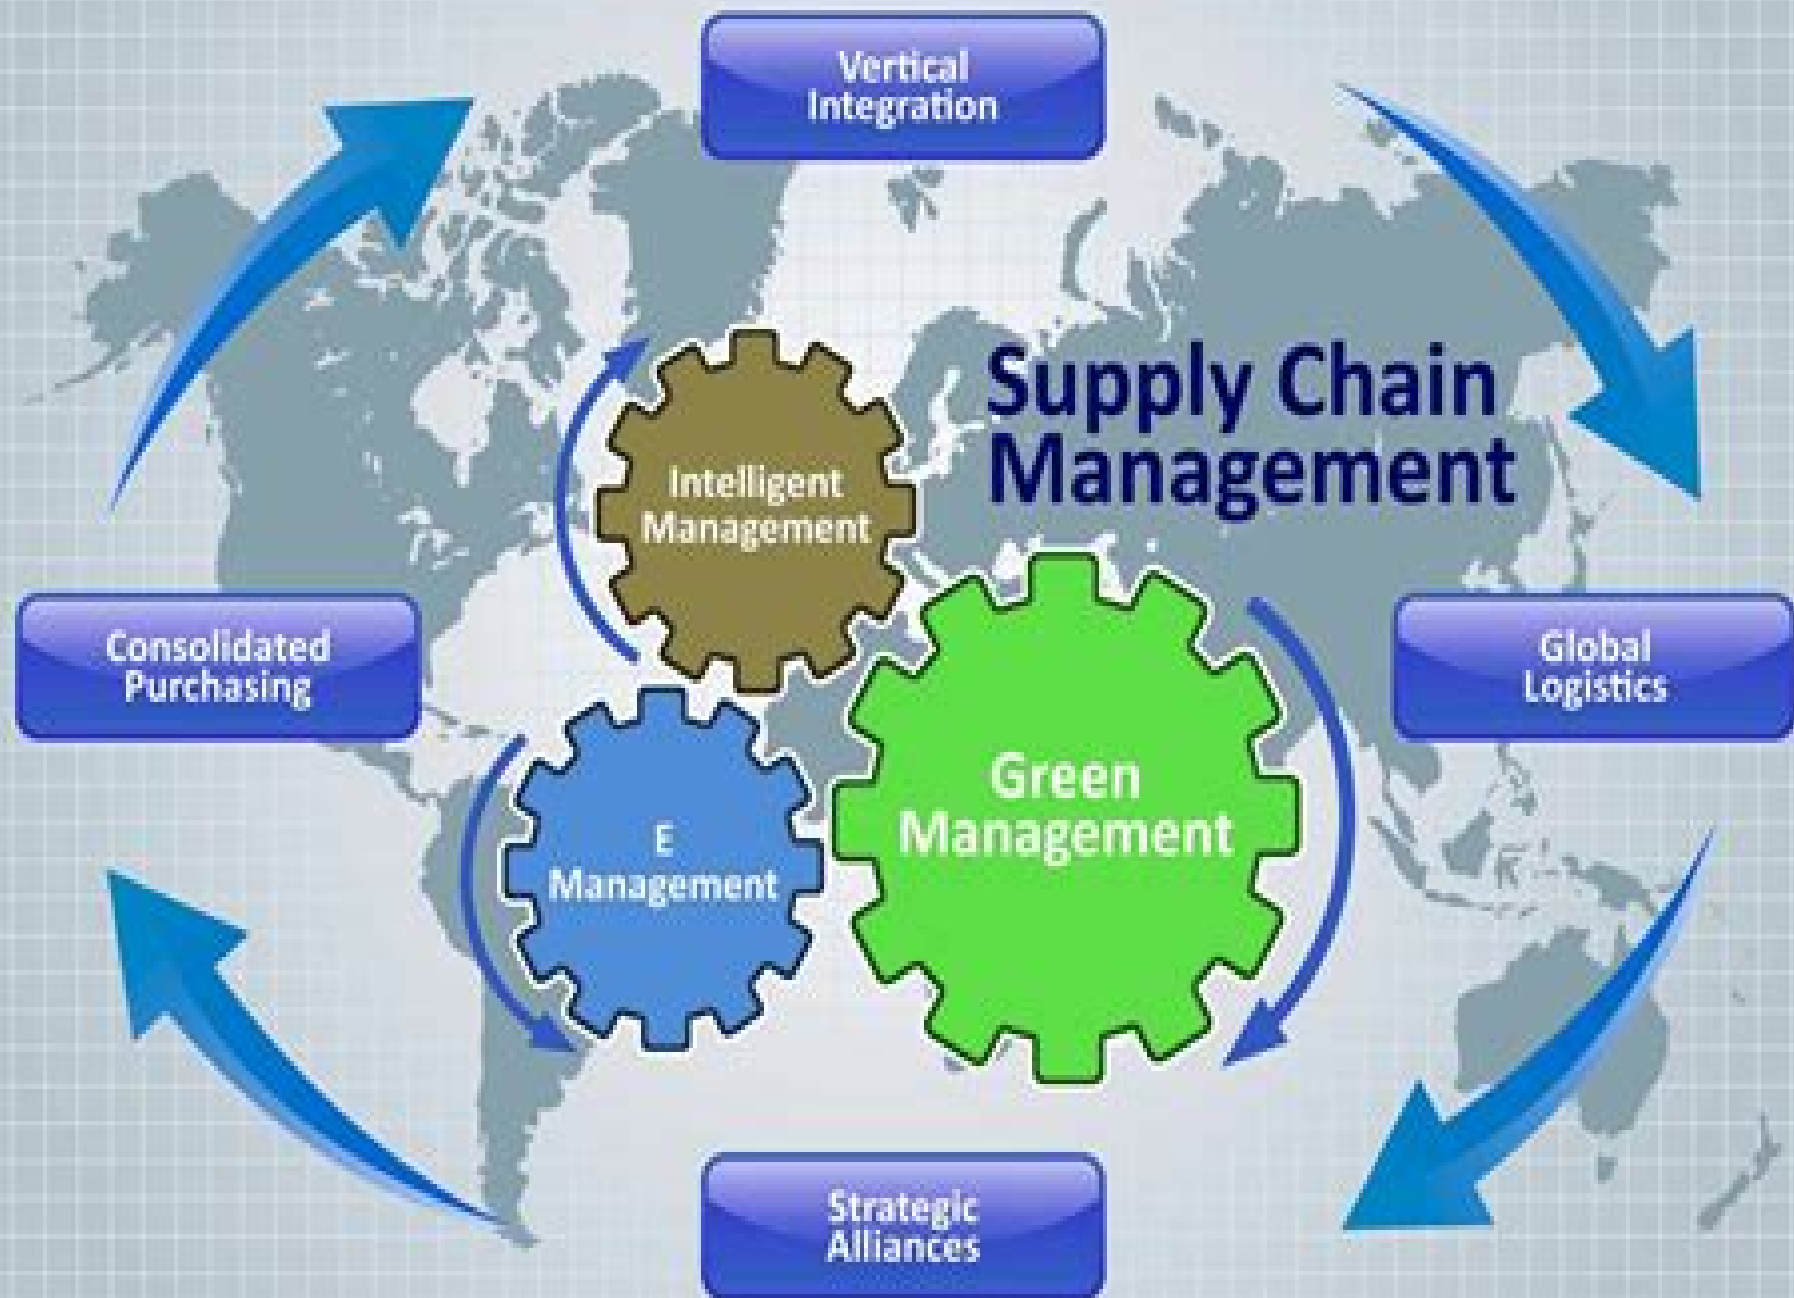 Vertical
Integration
Supply Chain
Management
Intelligent
Management
Consolidated
Purchasing
Global
Logistics
Green
Management
E
Management
Strategic
Alliances